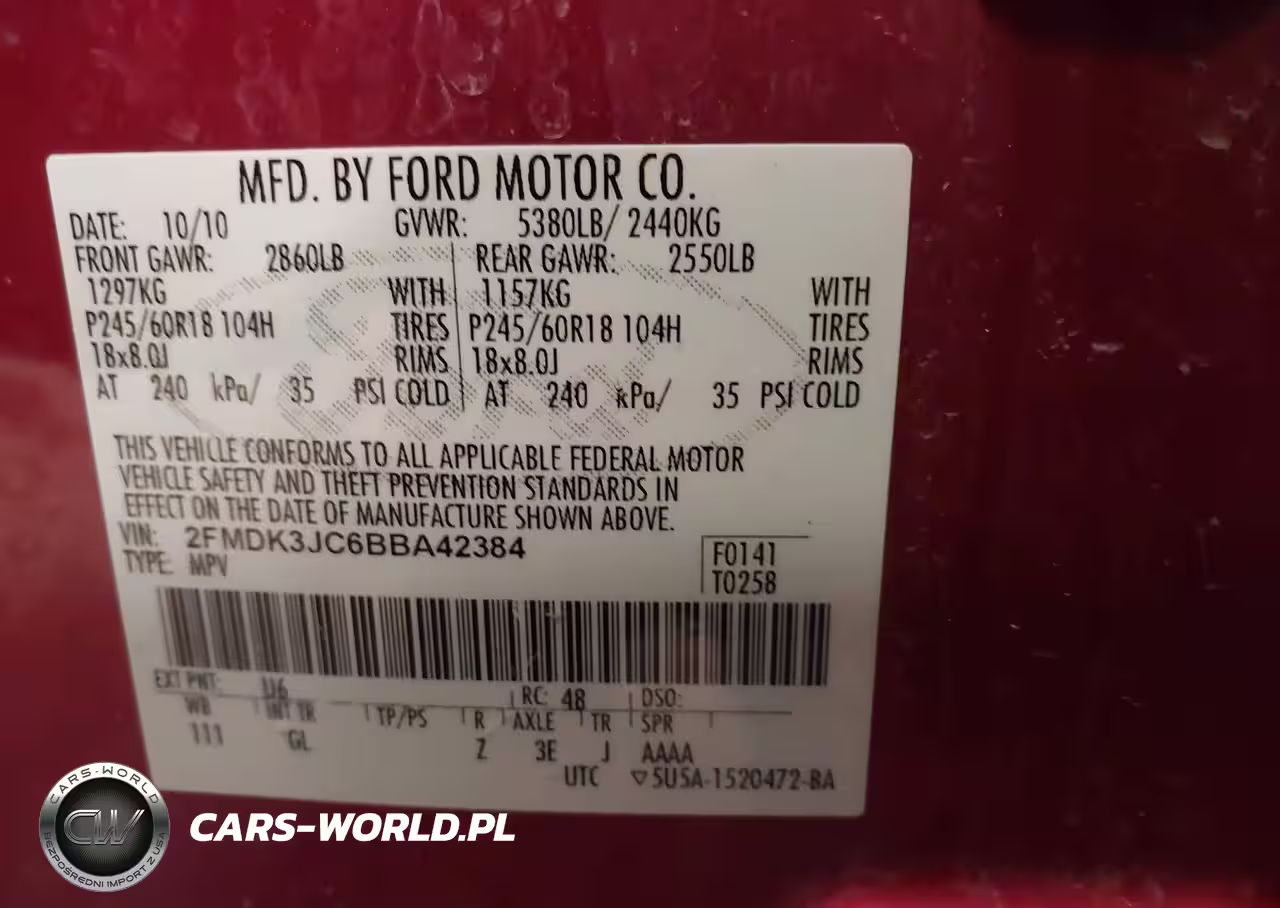 MFD. BY FORD MOTOR CO.
DATE: 10/10 GVWR: 5380LB/ 2440KG
FRONT GAWR: 2860LB REAR GAWR: 2550LB
1297KG WITH 1157KG WITH
P245/60R18 104H TIRES P245/60R18 104H TIRES
18x8.0J RIMS 18x8.0J RIMS
AT 240 kPa/ 35 PSI COLD AT 240 kPa/ 35 PSI COLD
THIS VEHICLE CONFORMS TO ALL APPLICABLE FEDERAL MOTOR
VEHICLE SAFETY AND THEFT PREVENTION STANDARDS IN
EFFECT ON THE DATE OF MANUFACTURE SHOWN ABOVE.
VIN: 2FMDK3JC6BBA42384
TYPE: MPV
F0141
T0258
EXT PNT: U6 RC: 48 DSO:
WB INT TR TP/PS R AXLE TR SPR
111 GL Z 3E J AAAA
UTC ▽5U5A-1520472-BA
CARS-WORLD
CW
BEZPOŚREDNI IMPORT Z USA
CARS-WORLD.PL